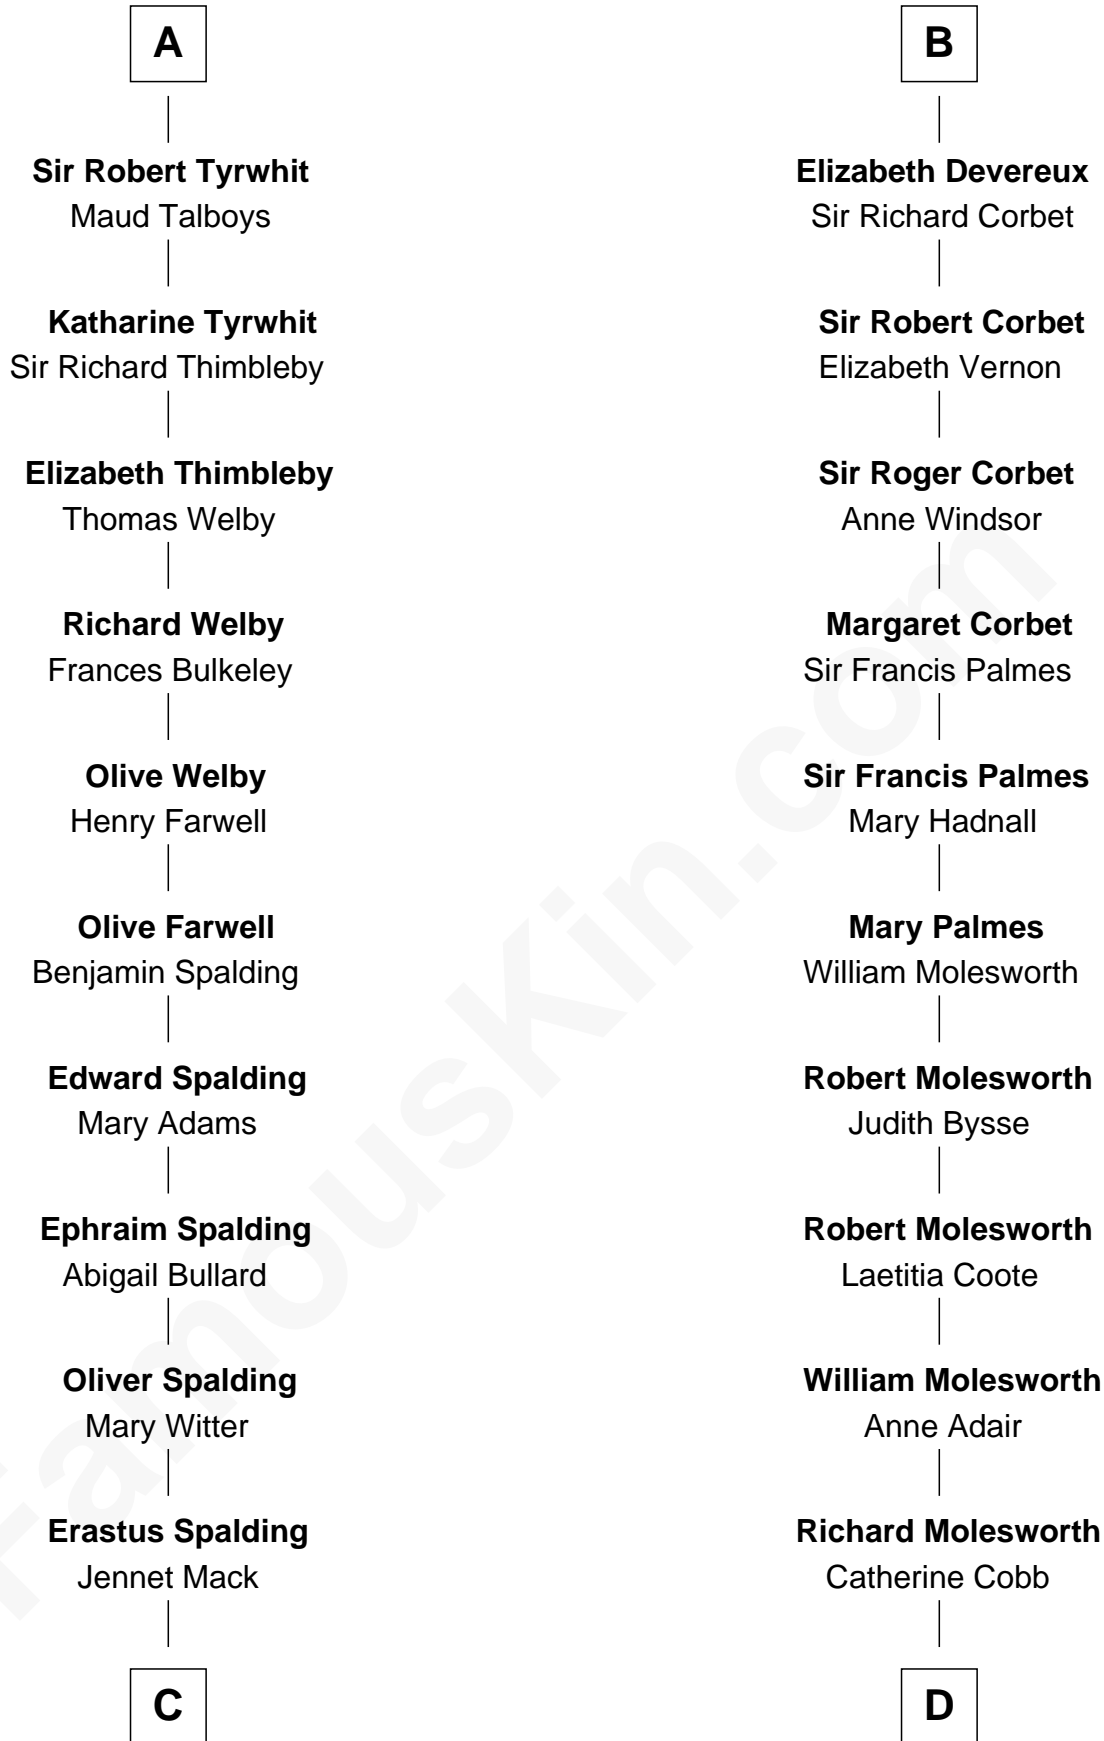 A
Sir Robert Tyrwhit
Maud Talboys
Katharine Tyrwhit
Sir Richard Thimbleby
Elizabeth Thimbleby
Thomas Welby
Richard Welby
Frances Bulkeley
Olive Welby
Henry Farwell
Olive Farwell
Benjamin Spalding
Edward Spalding
Mary Adams
Ephraim Spalding
Abigail Bullard
Oliver Spalding
Mary Witter
Erastus Spalding
Jennet Mack
C
B
Elizabeth Devereux
Sir Richard Corbet
Sir Robert Corbet
Elizabeth Vernon
Sir Roger Corbet
Anne Windsor
Margaret Corbet
Sir Francis Palmes
Sir Francis Palmes
Mary Hadnall
Mary Palmes
William Molesworth
Robert Molesworth
Judith Bysse
Robert Molesworth
Laetitia Coote
William Molesworth
Anne Adair
Richard Molesworth
Catherine Cobb
D
FamousKin.com